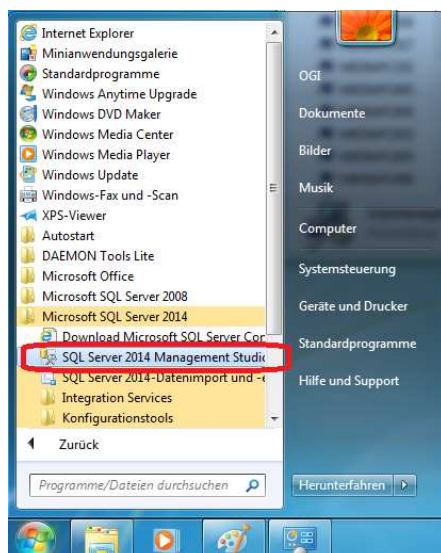 Internet Explorer
Minianwendungsgalerie
Standardprogramme
Windows Anytime Upgrade
Windows DVD Maker
Windows Media Center
Windows Media Player
Windows Update
Windows-Fax und -Scan
XPS-Viewer
Autostart
DAEMON Tools Lite
Microsoft Office
Microsoft SQL Server 2008
Microsoft SQL Server 2014
Download Microsoft SQL Server Cor
SQL Server 2014 Management Studic
SQL Server 2014-Datenimport und -e
Integration Services
Konfigurationstools
Zurück
Programme/Dateien durchsuchen
OGI
Dokumente
Bilder
Musik
Computer
Systemsteuerung
Geräte und Drucker
Standardprogramme
Hilfe und Support
Herunterfahren